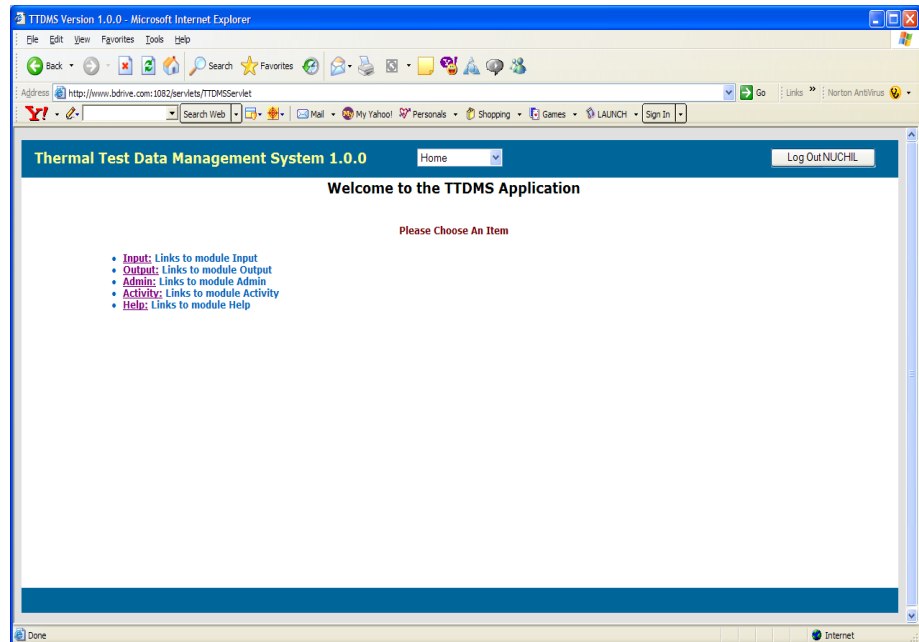 TTDMS Version 1.0.0 - Microsoft Internet Explorer
File Edit View Favorites Tools Help
Back Search Favorites
Address http://www.bdrive.com:1082/servlets/TTDMSServlet Go Links » Norton AntiVirus
Y! Search Web Mail My Yahoo! Personals Shopping Games LAUNCH Sign In
Thermal Test Data Management System 1.0.0 Home Log Out NUCHIL
Welcome to the TTDMS Application
Please Choose An Item
• Input: Links to module Input
• Output: Links to module Output
• Admin: Links to module Admin
• Activity: Links to module Activity
• Help: Links to module Help
Done Internet